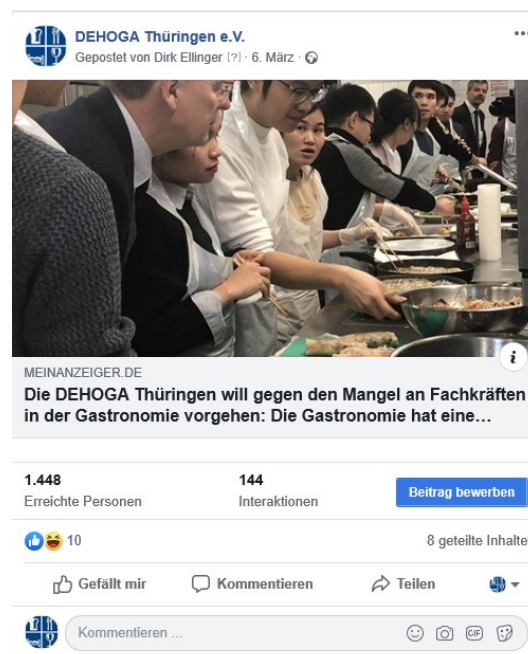 DEHOGA Thüringen e.V.
Gepostet von Dirk Ellinger [?] · 6. März ·
MEINANZEIGER.DE
Die DEHOGA Thüringen will gegen den Mangel an Fachkräften
in der Gastronomie vorgehen: Die Gastronomie hat eine...
1.448
Erreichte Personen
144
Interaktionen
Beitrag bewerben
10
8 geteilte Inhalte
Gefällt mir
Kommentieren
Teilen
Kommentieren ...
GIF